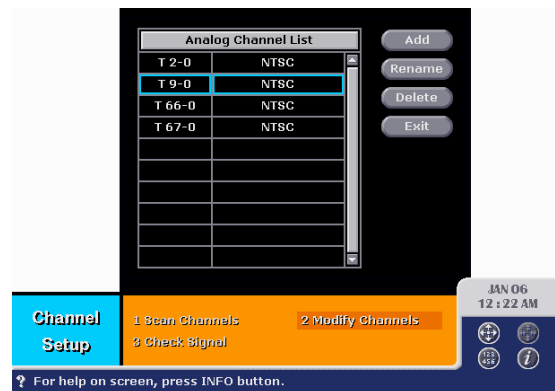 Analog Channel List
Add
T 2-0 NTSC
Rename
T 9-0 NTSC
Delete
T 66-0 NTSC
Exit
T 67-0 NTSC
JAN 06
12 : 22 AM
Channel
Setup
1 Scan Channels
2 Modify Channels
3 Check Signal
123
456
i
? For help on screen, press INFO button.